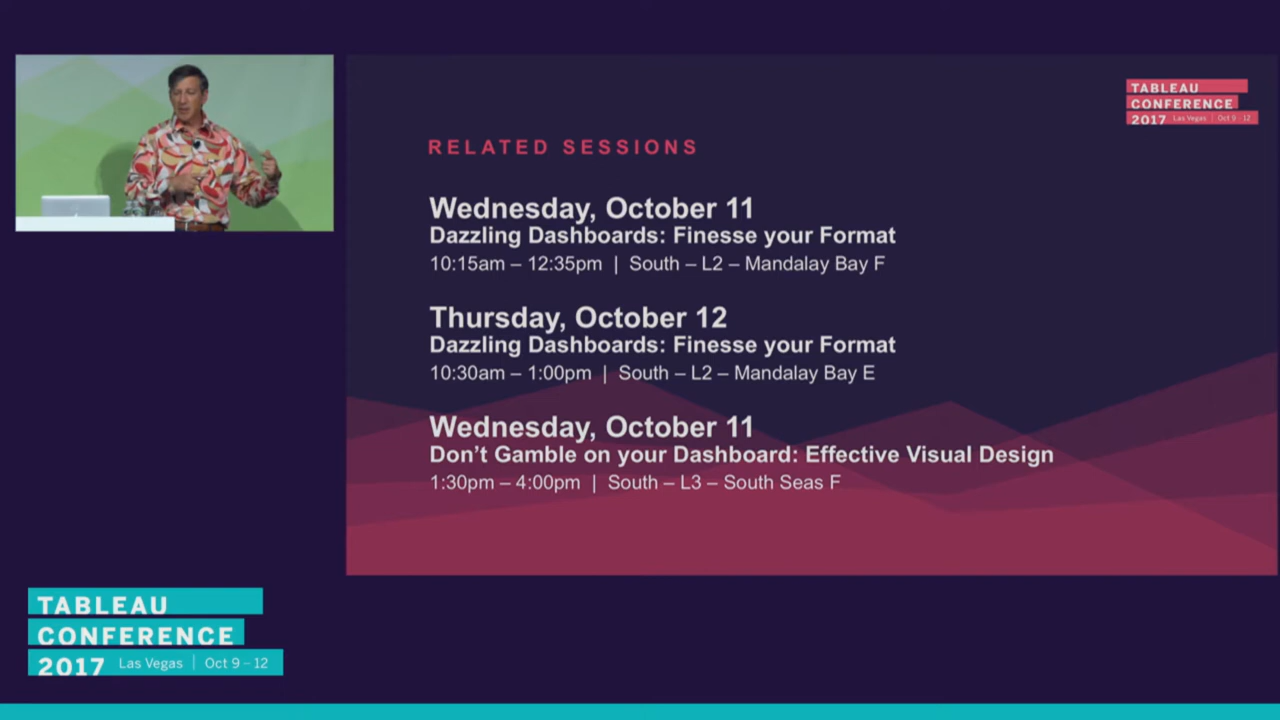 TABLEAU
CONFERENCE
2017 Las Vegas | Oct 9 - 12
RELATED SESSIONS
Wednesday, October 11
Dazzling Dashboards: Finesse your Format
10:15am – 12:35pm | South – L2 – Mandalay Bay F
Thursday, October 12
Dazzling Dashboards: Finesse your Format
10:30am – 1:00pm | South – L2 – Mandalay Bay E
Wednesday, October 11
Don’t Gamble on your Dashboard: Effective Visual Design
1:30pm – 4:00pm | South – L3 – South Seas F
TABLEAU
CONFERENCE
2017 Las Vegas | Oct 9 - 12